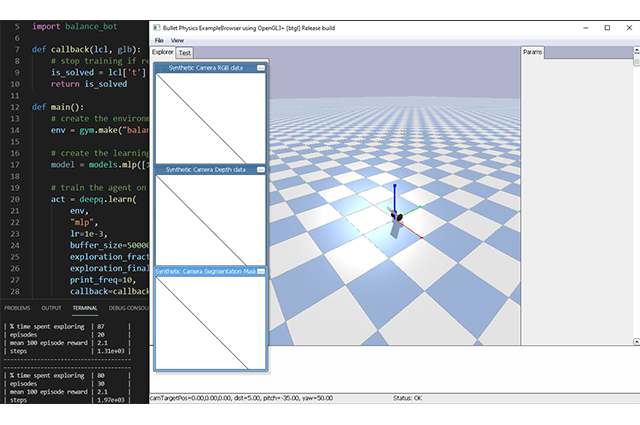 5 import balance_bot
6
7 def callback(lcl, glb):
8 # stop training if re
9 is_solved = lcl['t']
10 return is_solved
11
12 def main():
13 # create the environm
14 env = gym.make("balan
15
16 # create the learning
17 model = models.mlp([1
18
19 # train the agent on
20 act = deepq.learn(
21 env,
22 "mlp",
23 lr=1e-3,
24 buffer_size=50000
25 exploration_fract
26 exploration_final
27 print_freq=10,
28 callback=callback
PROBLEMS OUTPUT TERMINAL DEBUG CONSOL
| % time spent exploring | 87 |
| episodes | 20 |
| mean 100 episode reward | 2.1 |
| steps | 1.31e+03 |
| % time spent exploring | 80 |
| episodes | 30 |
| mean 100 episode reward | 2.1 |
| steps | 1.97e+03 |
Bullet Physics ExampleBrowser using OpenGL3+ [btgl] Release build
File View
Explorer Test
Params
Synthetic Camera RGB data
Synthetic Camera Depth data
Synthetic Camera Segmentation Mask
camTargetPos=0.00,0.00,0.00, dist=5.00, pitch=-35.00, yaw=50.00 Status: OK